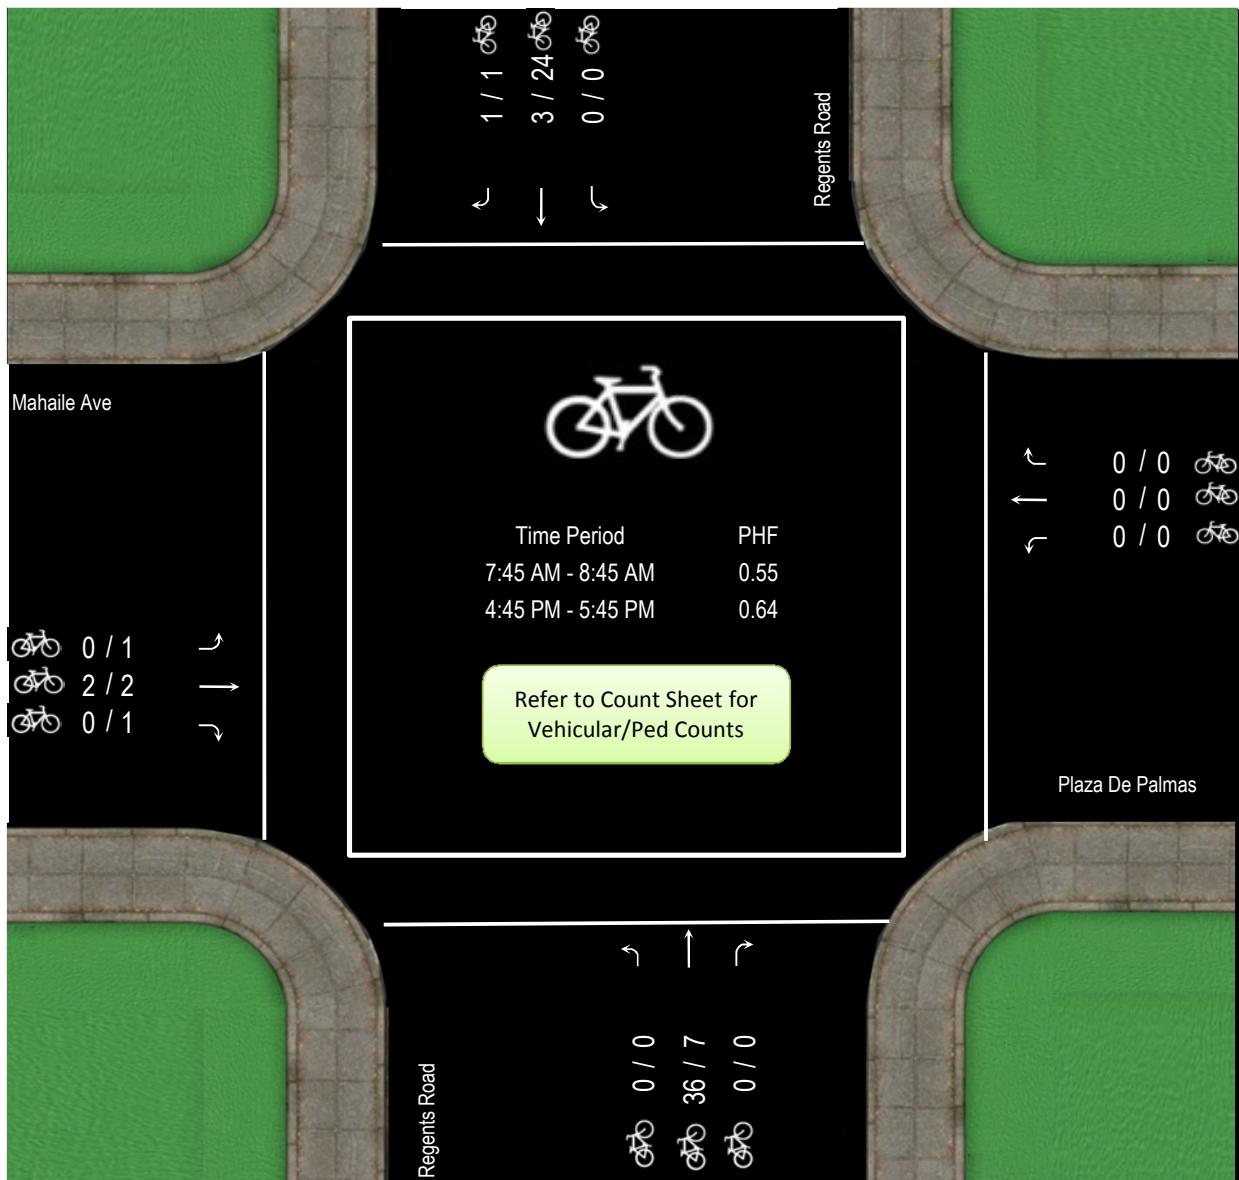 1 / 1
3 / 24
0 / 0
Regents Road
Mahaile Ave
0 / 0
0 / 0
0 / 0
Time Period PHF
7:45 AM - 8:45 AM 0.55
4:45 PM - 5:45 PM 0.64
0 / 1
2 / 2
0 / 1
Refer to Count Sheet for
Vehicular/Ped Counts
Plaza De Palmas
Regents Road
0 / 0
36 / 7
0 / 0